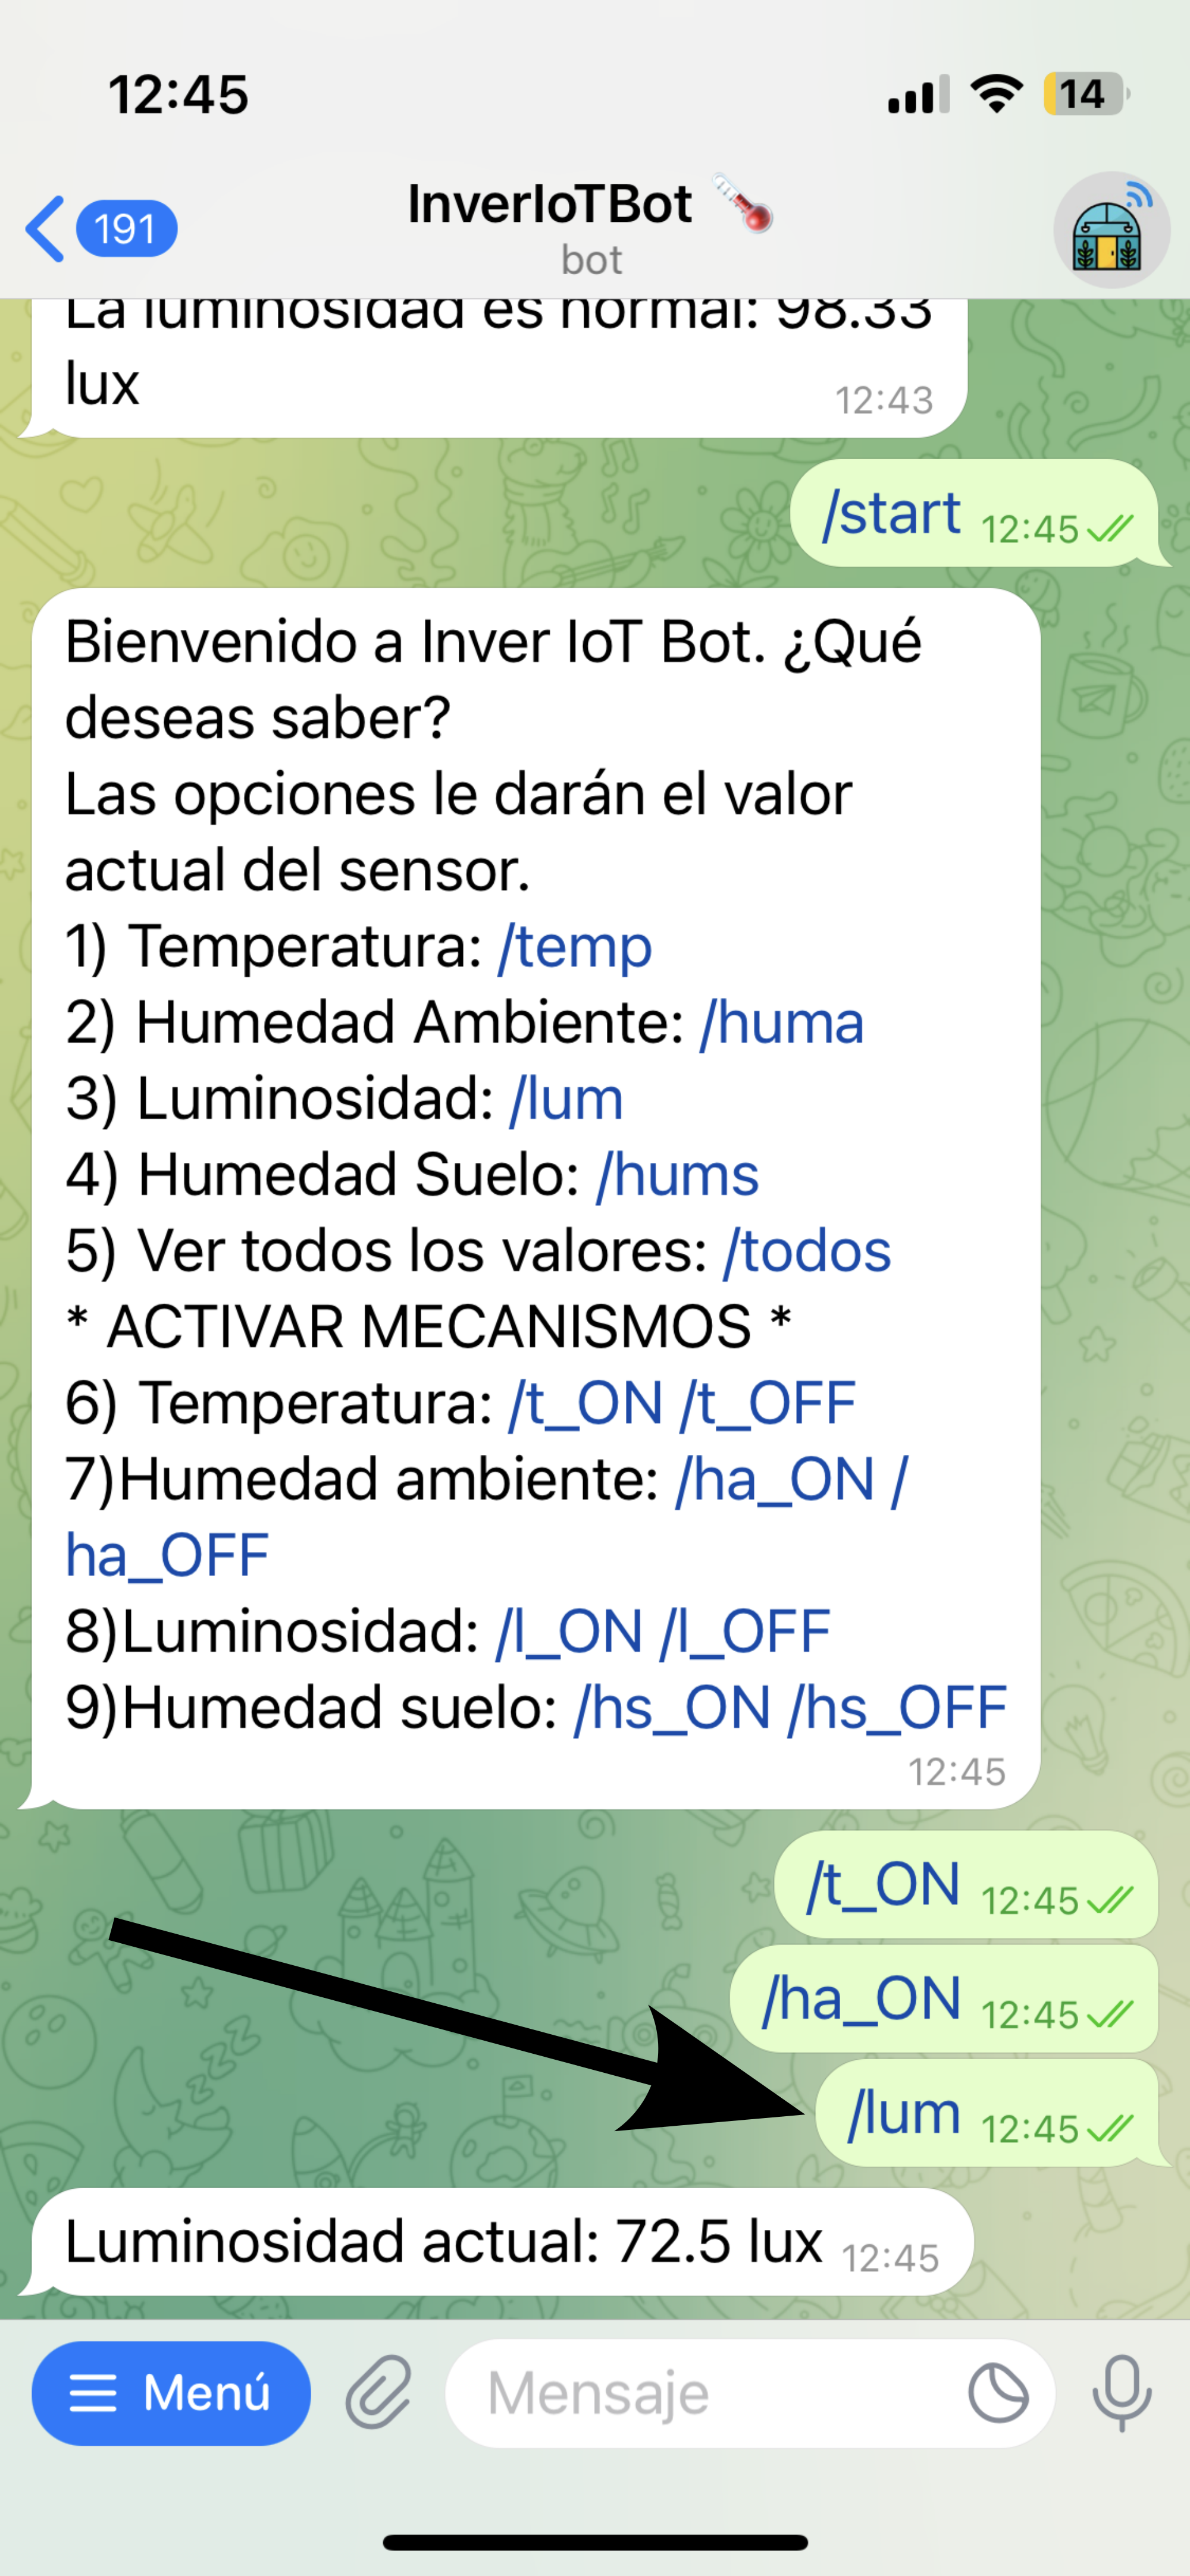 12:45
14
191
InverIoTBot
bot
La luminosidad es normal: 98.33
lux
12:43
/start 12:45
Bienvenido a Inver IoT Bot. ¿Qué
deseas saber?
Las opciones le darán el valor
actual del sensor.
1) Temperatura: /temp
2) Humedad Ambiente: /huma
3) Luminosidad: /lum
4) Humedad Suelo: /hums
5) Ver todos los valores: /todos
* ACTIVAR MECANISMOS *
6) Temperatura: /t_ON /t_OFF
7)Humedad ambiente: /ha_ON /
ha_OFF
8)Luminosidad: /l_ON /l_OFF
9)Humedad suelo: /hs_ON /hs_OFF
12:45
/t_ON 12:45
/ha_ON 12:45
/lum 12:45
Luminosidad actual: 72.5 lux 12:45
Menú
Mensaje